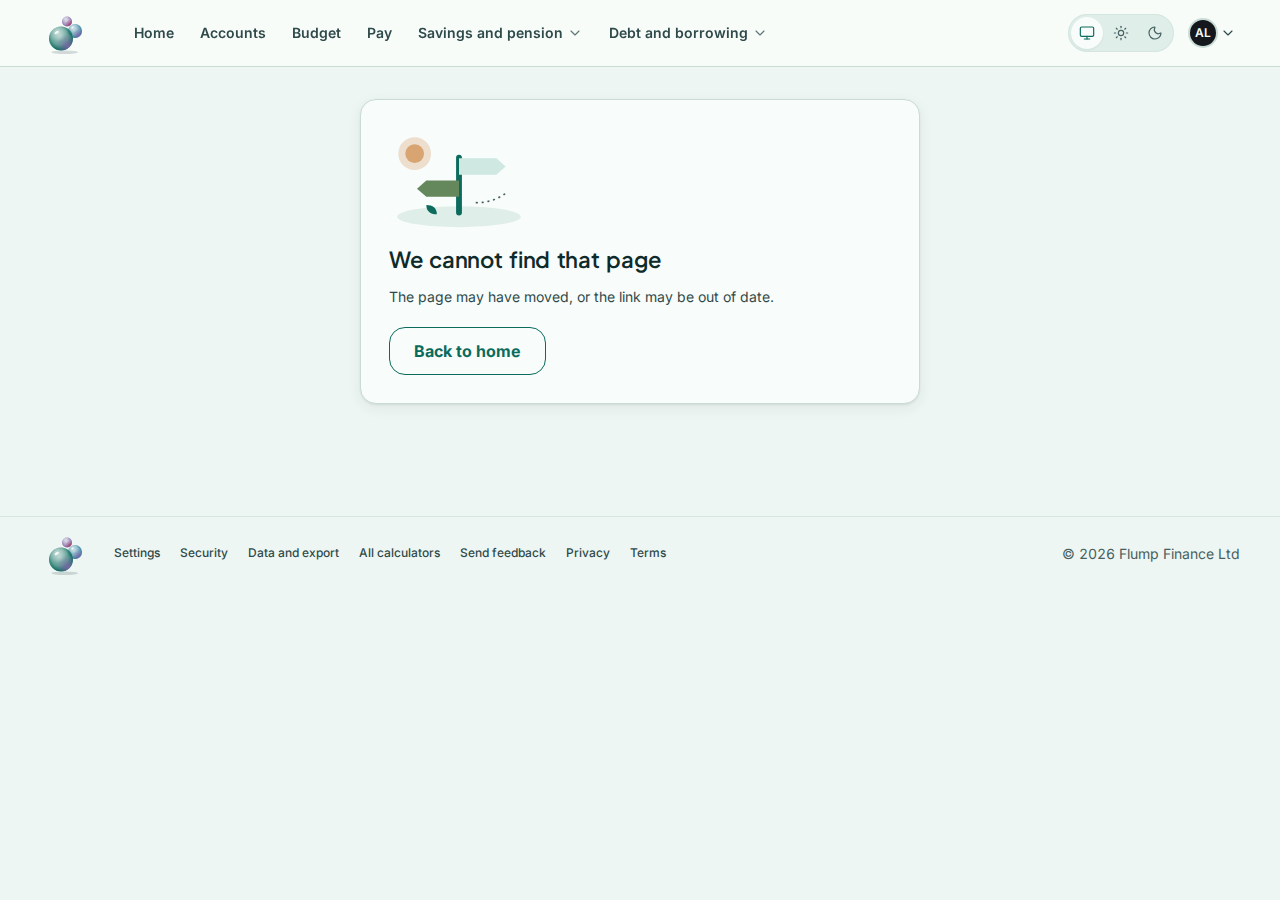 Home Accounts Budget Pay Savings and pension Debt and borrowing AL
We cannot find that page
The page may have moved, or the link may be out of date.
Back to home
Settings Security Data and export All calculators Send feedback Privacy Terms © 2026 Flump Finance Ltd